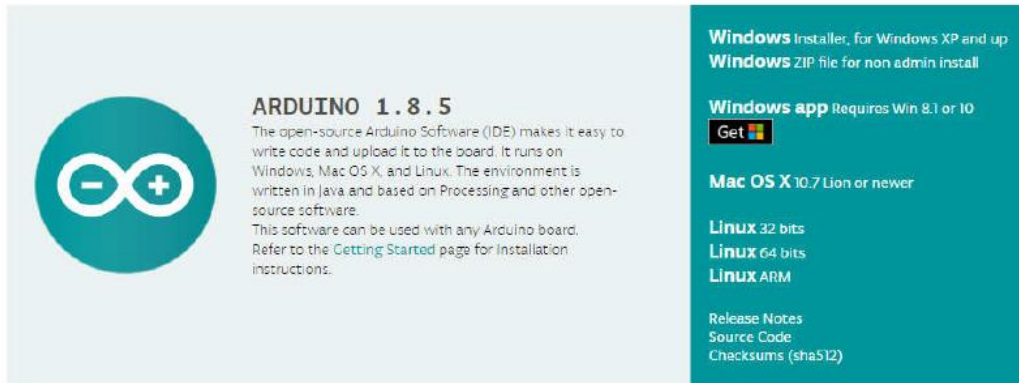 ARDUINO 1.8.5
The open-source Arduino Software (IDE) makes it easy to
write code and upload it to the board. It runs on
Windows, Mac OS X, and Linux. The environment is
written in Java and based on Processing and other open-
source software.
This software can be used with any Arduino board.
Refer to the Getting Started page for Installation
instructions.
Windows Installer, for Windows XP and up
Windows ZIP file for non admin install
Windows app Requires Win 8.1 or 10
Get
Mac OS X 10.7 Lion or newer
Linux 32 bits
Linux 64 bits
Linux ARM
Release Notes
Source Code
Checksums (sha512)